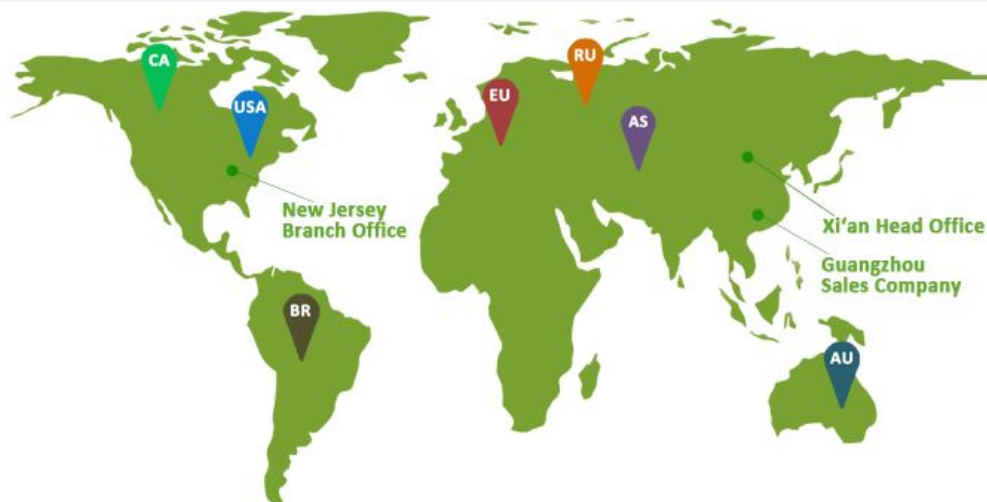 CA
RU
USA
EU
AS
New Jersey
Branch Office
Xi‘an Head Office
Guangzhou
Sales Company
BR
AU